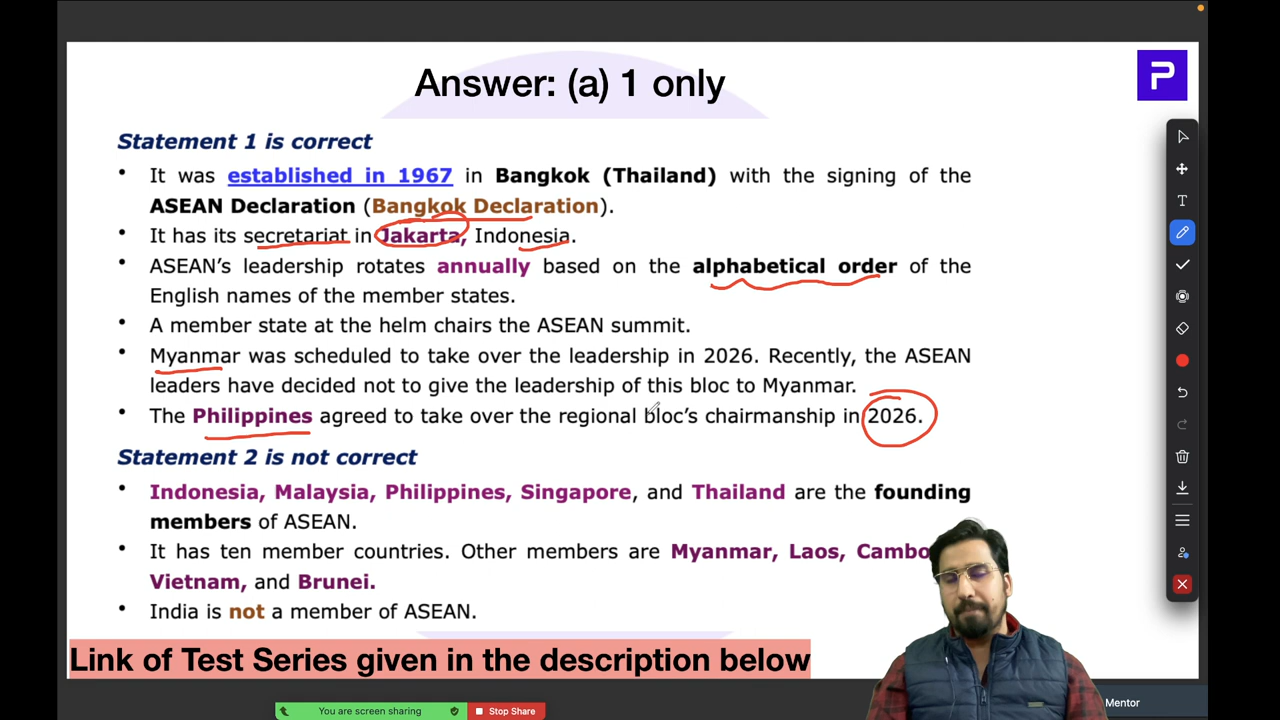 Answer: (a) 1 only
P
Statement 1 is correct
• It was established in 1967 in Bangkok (Thailand) with the signing of the
ASEAN Declaration (Bangkok Declaration).
• It has its secretariat in Jakarta, Indonesia.
• ASEAN’s leadership rotates annually based on the alphabetical order of the
English names of the member states.
• A member state at the helm chairs the ASEAN summit.
• Myanmar was scheduled to take over the leadership in 2026. Recently, the ASEAN
leaders have decided not to give the leadership of this bloc to Myanmar.
• The Philippines agreed to take over the regional bloc’s chairmanship in 2026.
Statement 2 is not correct
• Indonesia, Malaysia, Philippines, Singapore, and Thailand are the founding
members of ASEAN.
• It has ten member countries. Other members are Myanmar, Laos,
Vietnam, and Brunei.
• India is not a member of ASEAN.
Link of Test Series given in the description below
Mentor
You are screen sharing
Stop Share
T